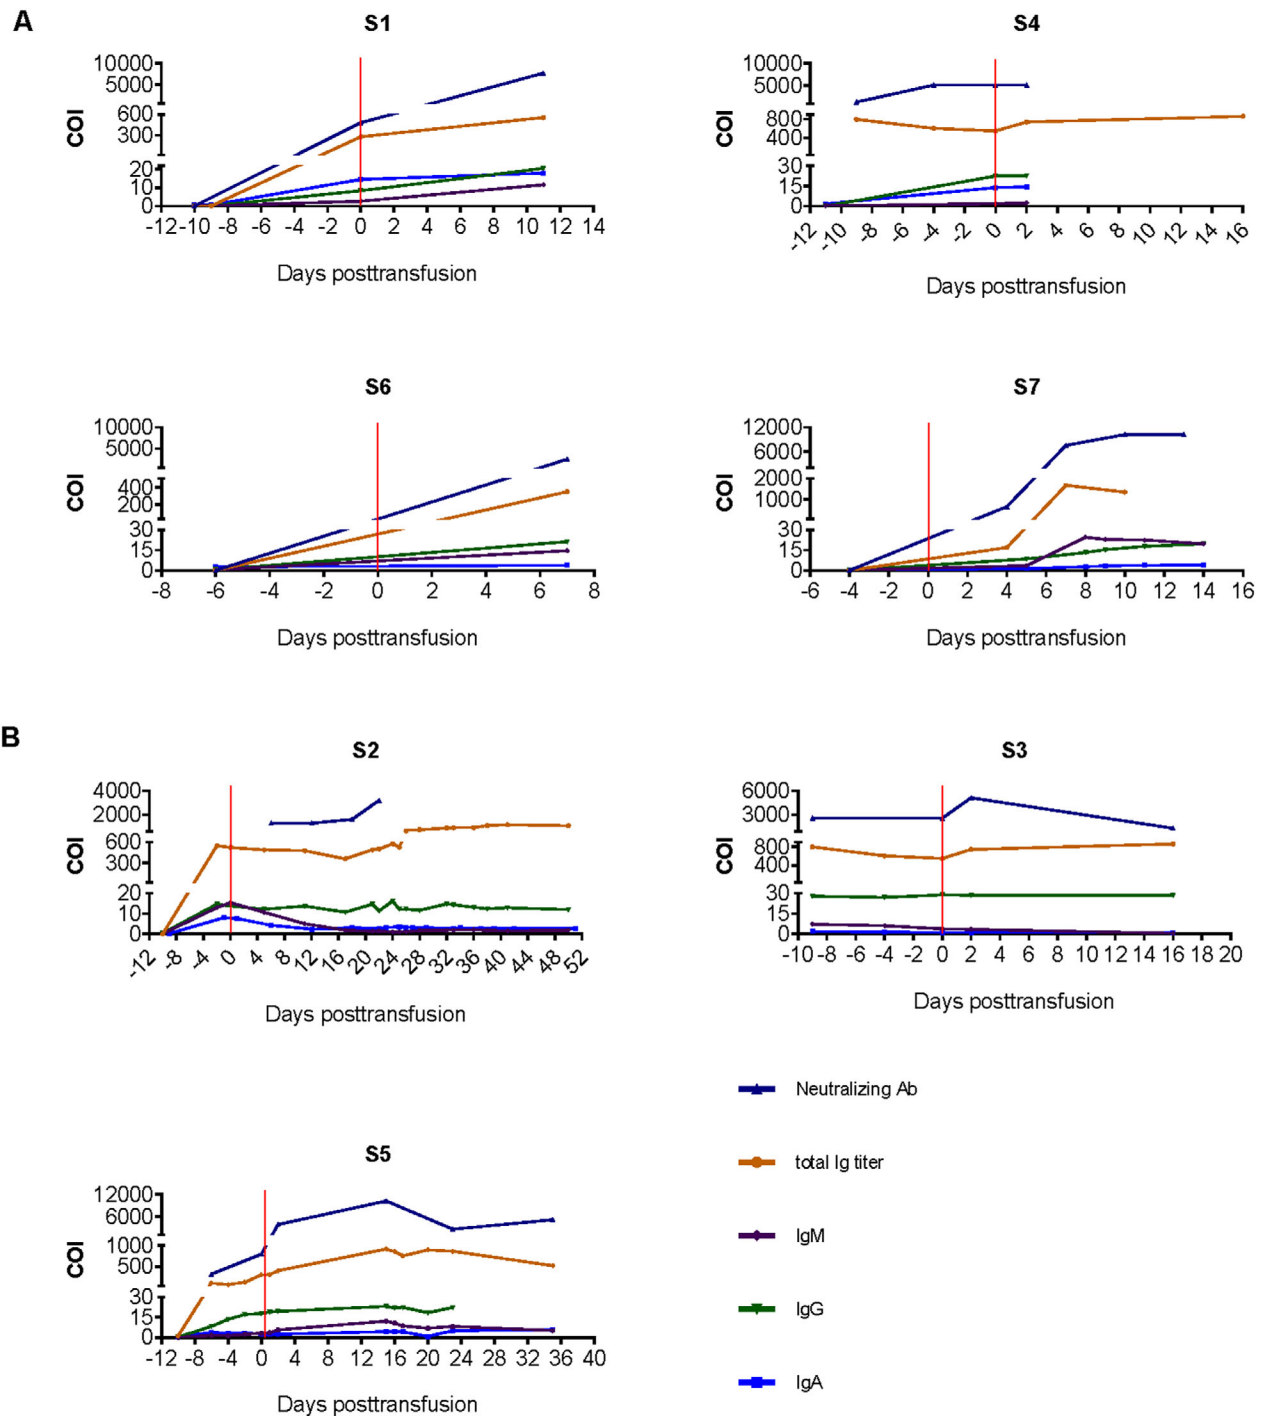 A
S1
COI
10000
5000
600
300
20
10
0
-12 -10 -8 -6 -4 -2 0 2 4 6 8 10 12 14
Days posttransfusion
S4
COI
10000
5000
800
400
30
15
0
-12 -10 -8 -6 -4 -2 0 2 4 6 8 10 12 14 16
Days posttransfusion
S6
COI
10000
5000
400
200
30
15
0
-8 -6 -4 -2 0 2 4 6 8
Days posttransfusion
S7
COI
12000
6000
2000
1000
30
15
0
-6 -4 -2 0 2 4 6 8 10 12 14 16
Days posttransfusion
B
S2
COI
4000
2000
600
300
20
10
0
-12 -8 -4 0 4 8 12 16 20 24 28 32 36 40 44 48 52
Days posttransfusion
S3
COI
6000
3000
800
400
30
15
0
-10 -8 -6 -4 -2 0 2 4 6 8 10 12 14 16 18 20
Days posttransfusion
S5
COI
12000
6000
1000
500
30
15
0
-12 -8 -4 0 4 8 12 16 20 24 28 32 36 40
Days posttransfusion
Neutralizing Ab
total Ig titer
IgM
IgG
IgA